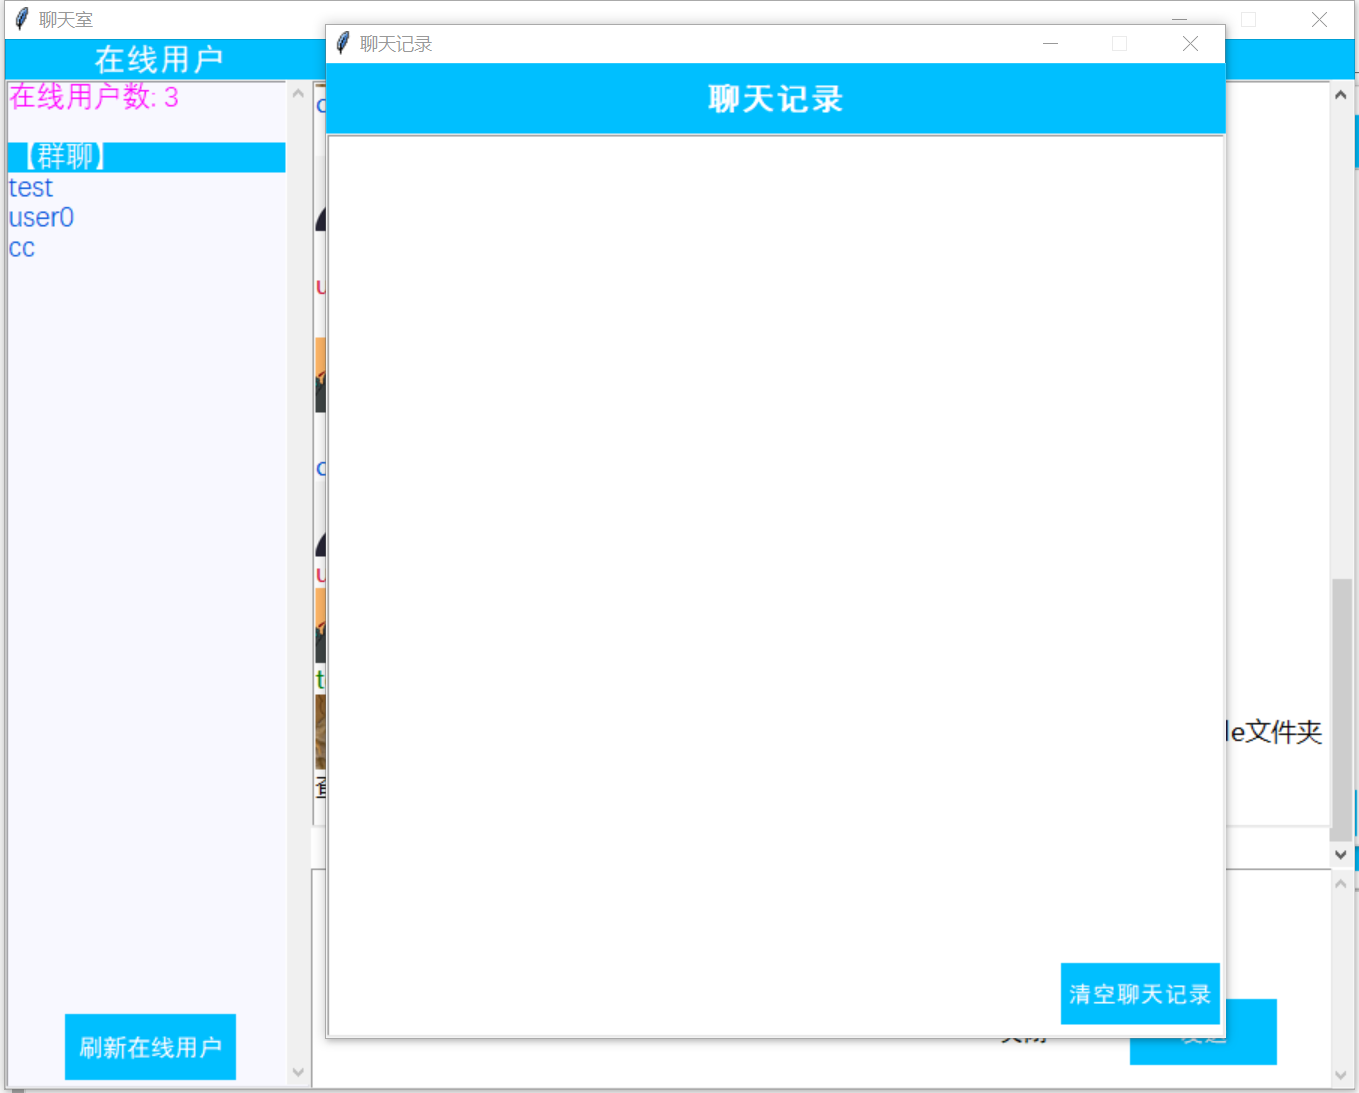 聊天室
聊天记录
在线用户
聊天记录
在线用户数: 3
【群聊】
test
user0
cc
le文件夹
清空聊天记录
刷新在线用户